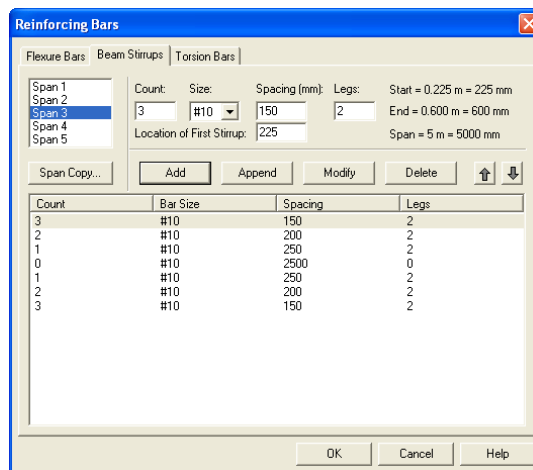 Reinforcing Bars
Flexure Bars Beam Stirrups Torsion Bars
Span 1
Span 2
Span 3
Span 4
Span 5
Count: Size: Spacing (mm): Legs: Start = 0.225 m = 225 mm
3 #10 150 2 End = 0.600 m = 600 mm
Location of First Stirrup: 225 Span = 5 m = 5000 mm
Span Copy... Add Append Modify Delete
Count Bar Size Spacing Legs
3 #10 150 2
2 #10 200 2
1 #10 250 2
0 #10 2500 0
1 #10 250 2
2 #10 200 2
3 #10 150 2
OK Cancel Help